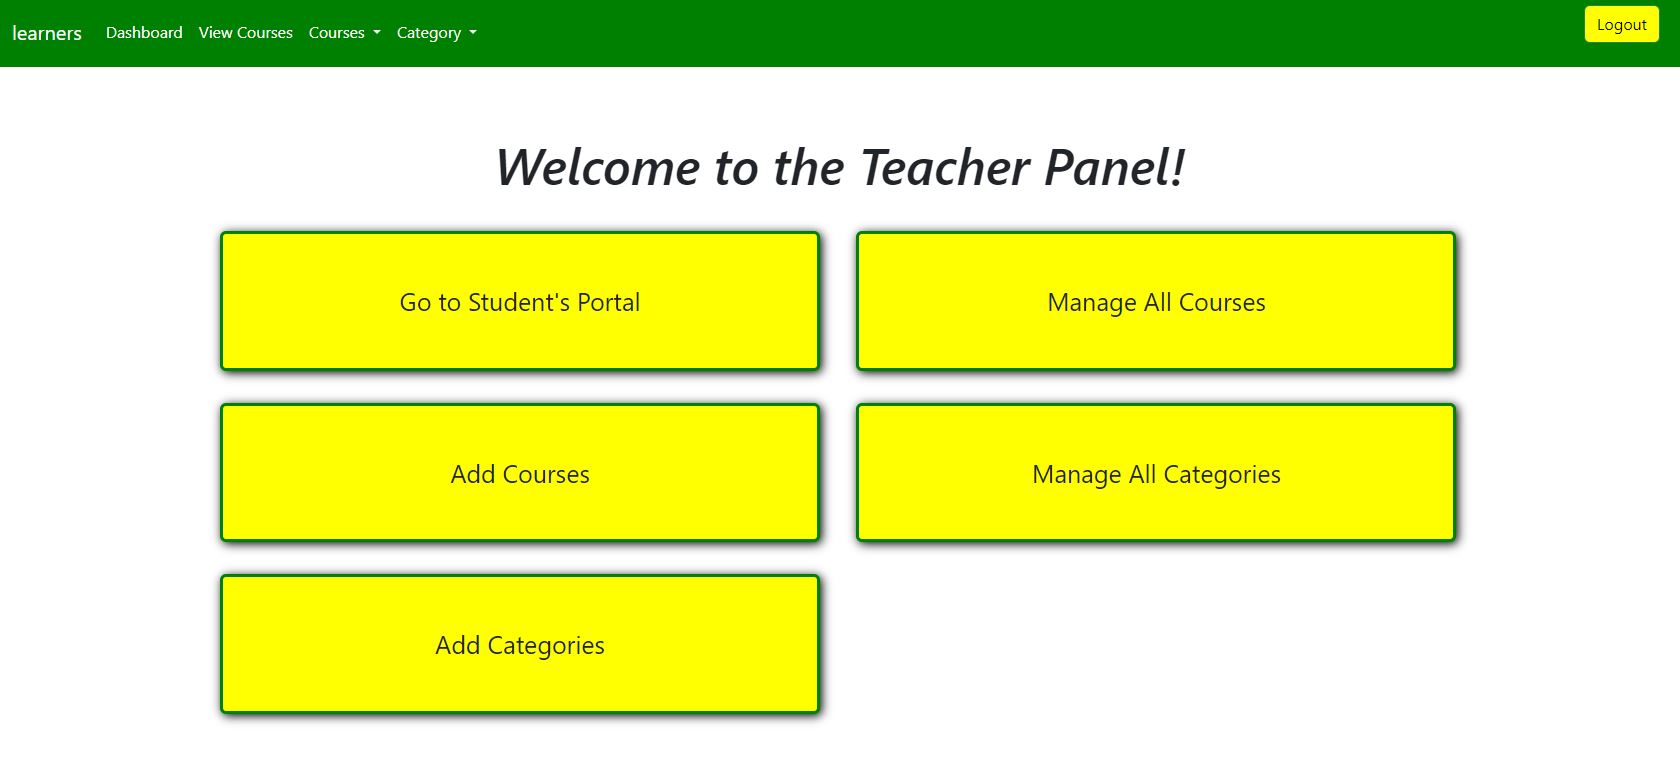 learners Dashboard View Courses Courses Category Logout
Welcome to the Teacher Panel!
Go to Student's Portal
Manage All Courses
Add Courses
Manage All Categories
Add Categories